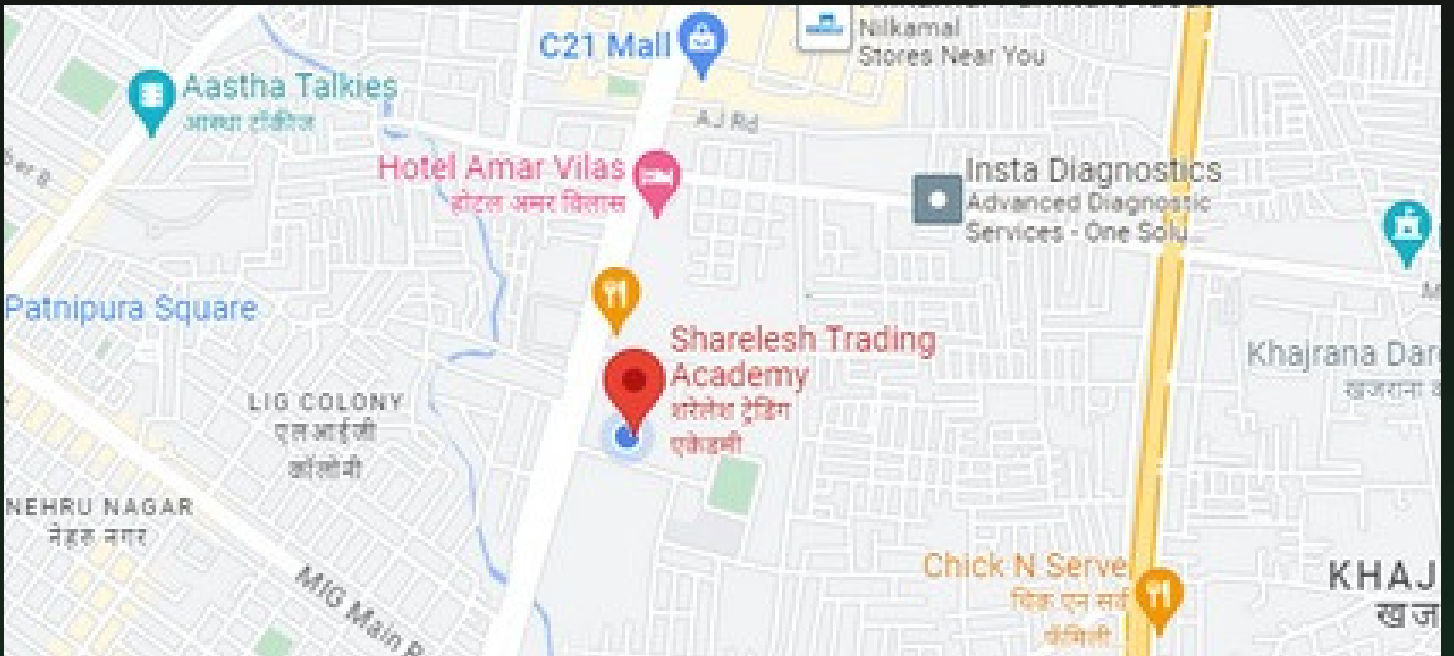 C21 Mall
Nilkamal
Stores Near You
Aastha Talkies
आस्था टॉकीज
AJ Rd
Hotel Amar Vilas
होटल अमर विलास
Insta Diagnostics
Advanced Diagnostic
Services - One Solu...
Patnipura Square
Sharelesh Trading
Academy
शरेलेश ट्रेडिंग
एकेडमी
Khajrana Dar
खजराना
LIG COLONY
एलआईजी
कॉलोनी
NEHRU NAGAR
नेहरू नगर
MIG Main R
Chick N Serve
चिक एन सर्व
फॅमिली...
KHAJ
खज